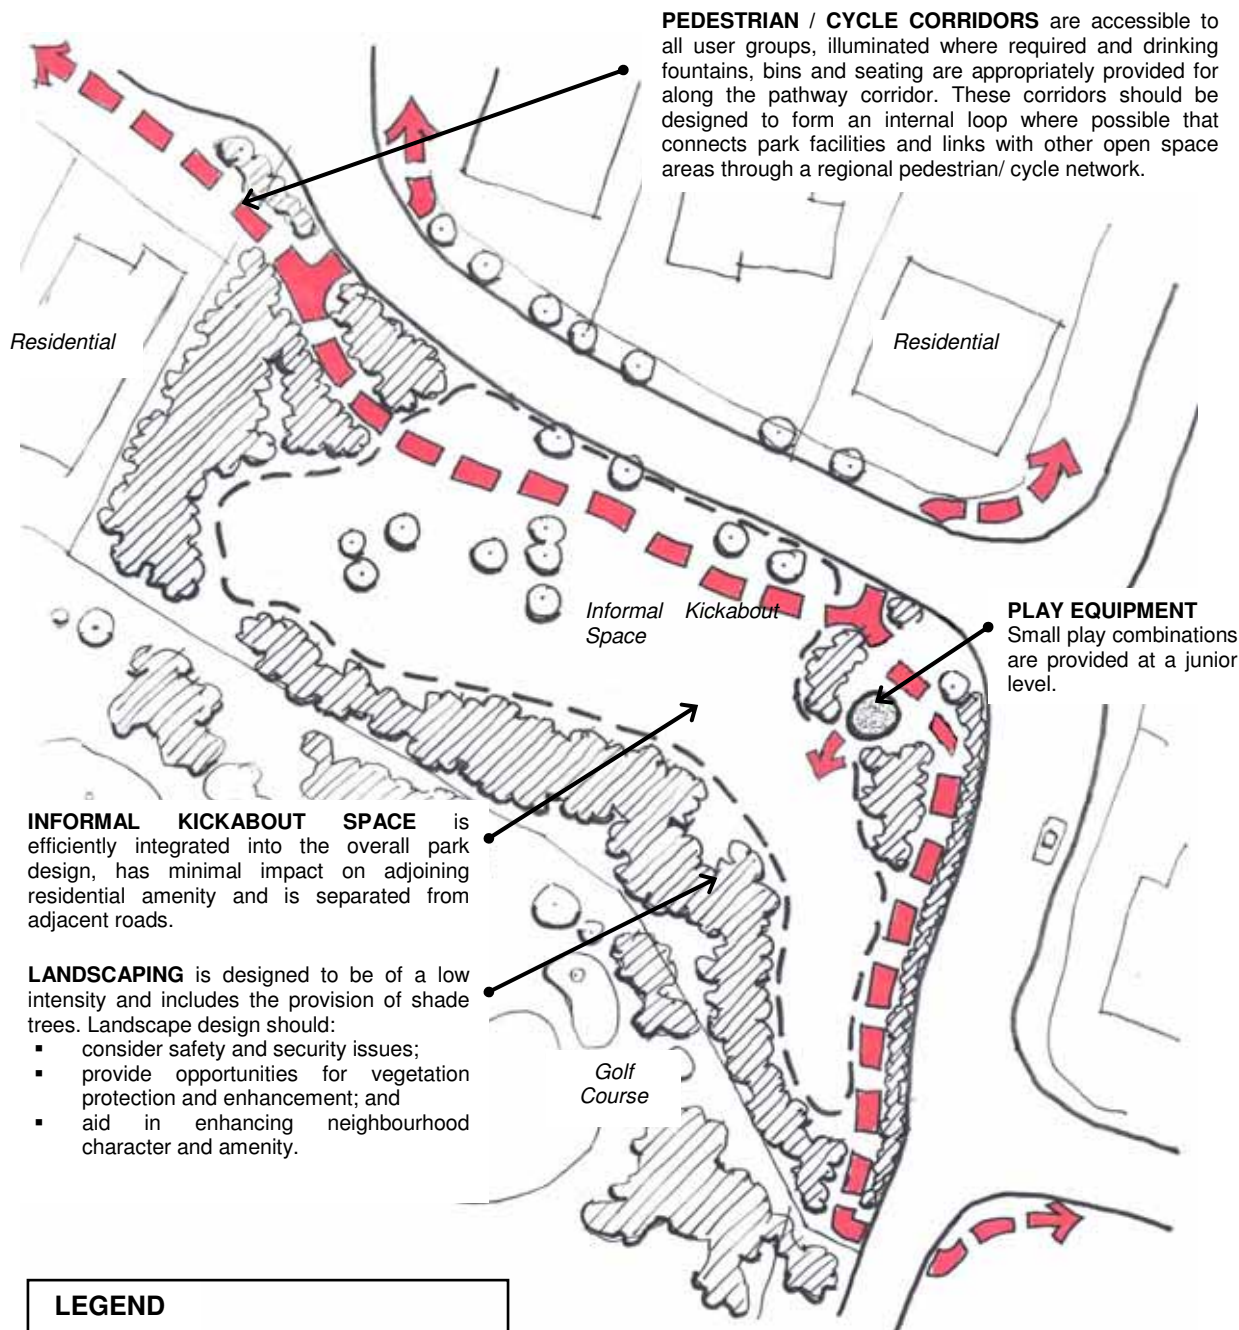 PEDESTRIAN / CYCLE CORRIDORS are accessible to
all user groups, illuminated where required and drinking
fountains, bins and seating are appropriately provided for
along the pathway corridor. These corridors should be
designed to form an internal loop where possible that
connects park facilities and links with other open space
areas through a regional pedestrian/ cycle network.
Residential
Residential
Informal Kickabout
Space
PLAY EQUIPMENT
Small play combinations
are provided at a junior
level.
INFORMAL KICKABOUT SPACE is
efficiently integrated into the overall park
design, has minimal impact on adjoining
residential amenity and is separated from
adjacent roads.
LANDSCAPING is designed to be of a low
intensity and includes the provision of shade
trees. Landscape design should:
▪ consider safety and security issues;
▪ provide opportunities for vegetation
protection and enhancement; and
▪ aid in enhancing neighbourhood
character and amenity.
Golf
Course
LEGEND